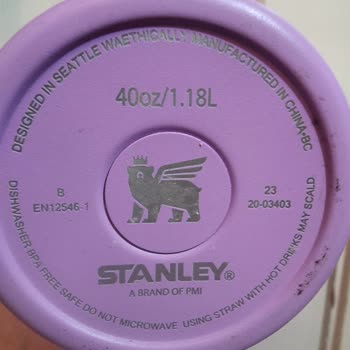 DESIGNED IN SEATTLE WAETHICALLY. MANUFACTURED IN CHINA•BC
40oz/1.18L
B
EN12546-1
23
20-03403
STANLEY®
A BRAND OF PMI
DISHWASHER BPA FREE SAFE DO NOT MICROWAVE USING STRAW WITH HOT DRINKS MAY SCALD.